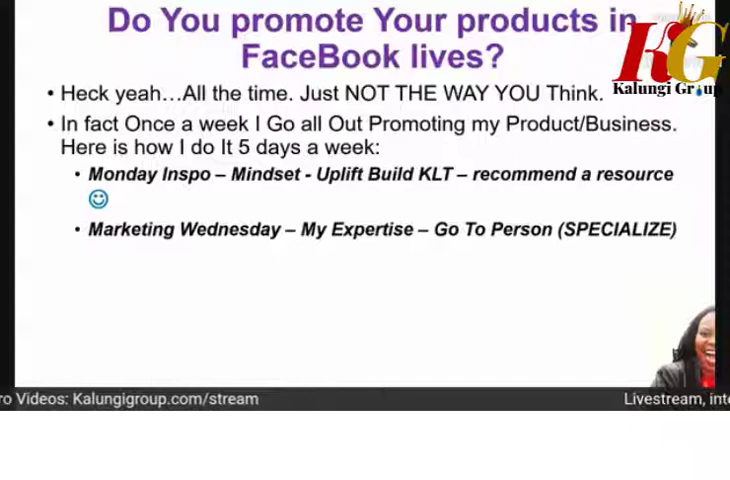 Do You promote Your products in
FaceBook lives?
KG
Kalungi Group
• Heck yeah…All the time. Just NOT THE WAY YOU Think.
• In fact Once a week I Go all Out Promoting my Product/Business.
Here is how I do It 5 days a week:
• Monday Inspo – Mindset - Uplift Build KLT – recommend a resource
☺
• Marketing Wednesday – My Expertise – Go To Person (SPECIALIZE)
ro Videos: Kalungigroup.com/stream
Livestream, inte